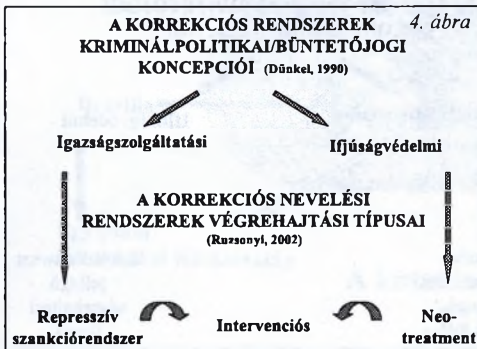 4. ábra
A KORREKCIÓS RENDSZEREK
KRIMINÁLPOLITIKAI/BÜNTETŐJOGI
KONCEPCIÓI (Dünkel, 1990)
Igazságszolgáltatási
Ifjúságvédelmi
A KORREKCIÓS NEVELÉSI
RENDSZEREK VÉGREHAJTÁSI TÍPUSAI
(Ruzsonyi, 2002)
Represszív
szankciórendszer
Intervenciós
Neo-
treatment